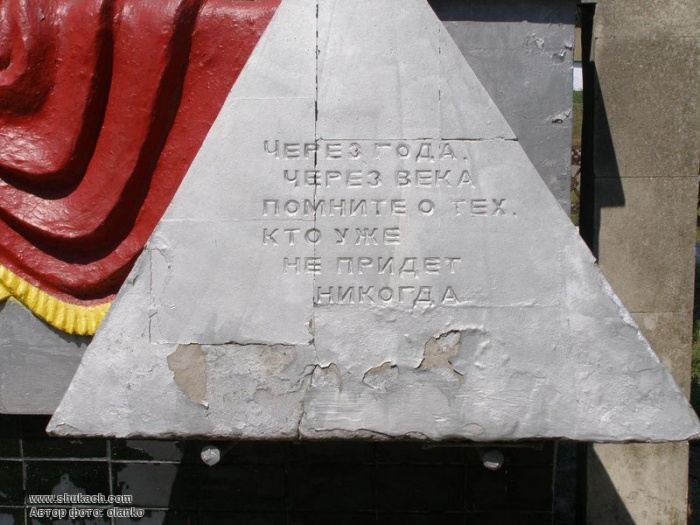 ЧЕРЕЗ ГОДА,
ЧЕРЕЗ ВЕКА
ПОМНИТЕ О ТЕХ,
КТО УЖЕ
НЕ ПРИДЕТ
НИКОГДА
www.shukach.com
Автор фото: olanko